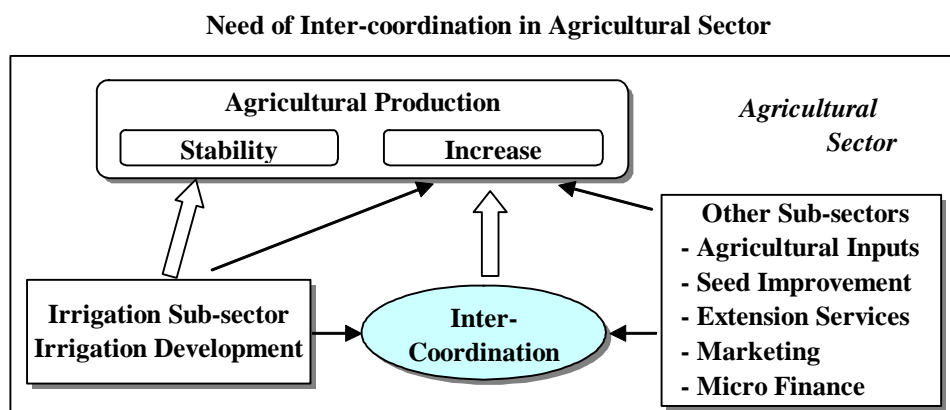 Need of Inter-coordination in Agricultural Sector
Agricultural Production
Stability
Increase
Agricultural
Sector
Irrigation Sub-sector
Irrigation Development
Inter-
Coordination
Other Sub-sectors
- Agricultural Inputs
- Seed Improvement
- Extension Services
- Marketing
- Micro Finance